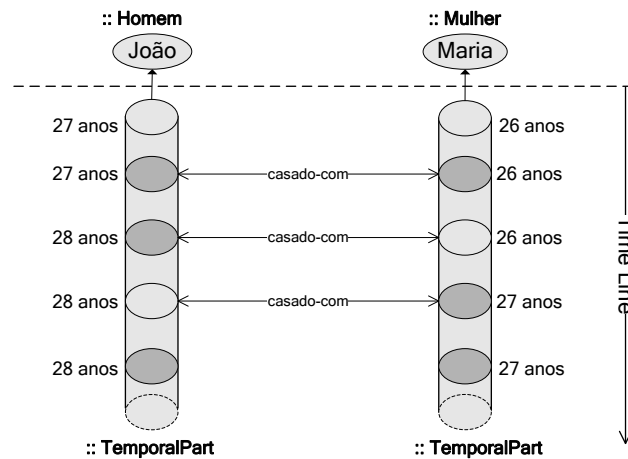 :: Homem :: Mulher
João Maria
27 anos 26 anos
27 anos casado-com 26 anos
28 anos casado-com 26 anos
28 anos casado-com 27 anos
28 anos 27 anos
Time Line
:: TemporalPart :: TemporalPart